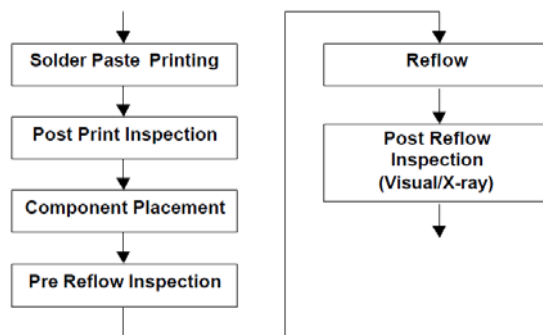 Solder Paste Printing
Post Print Inspection
Component Placement
Pre Reflow Inspection
Reflow
Post Reflow
Inspection
(Visual/X-ray)